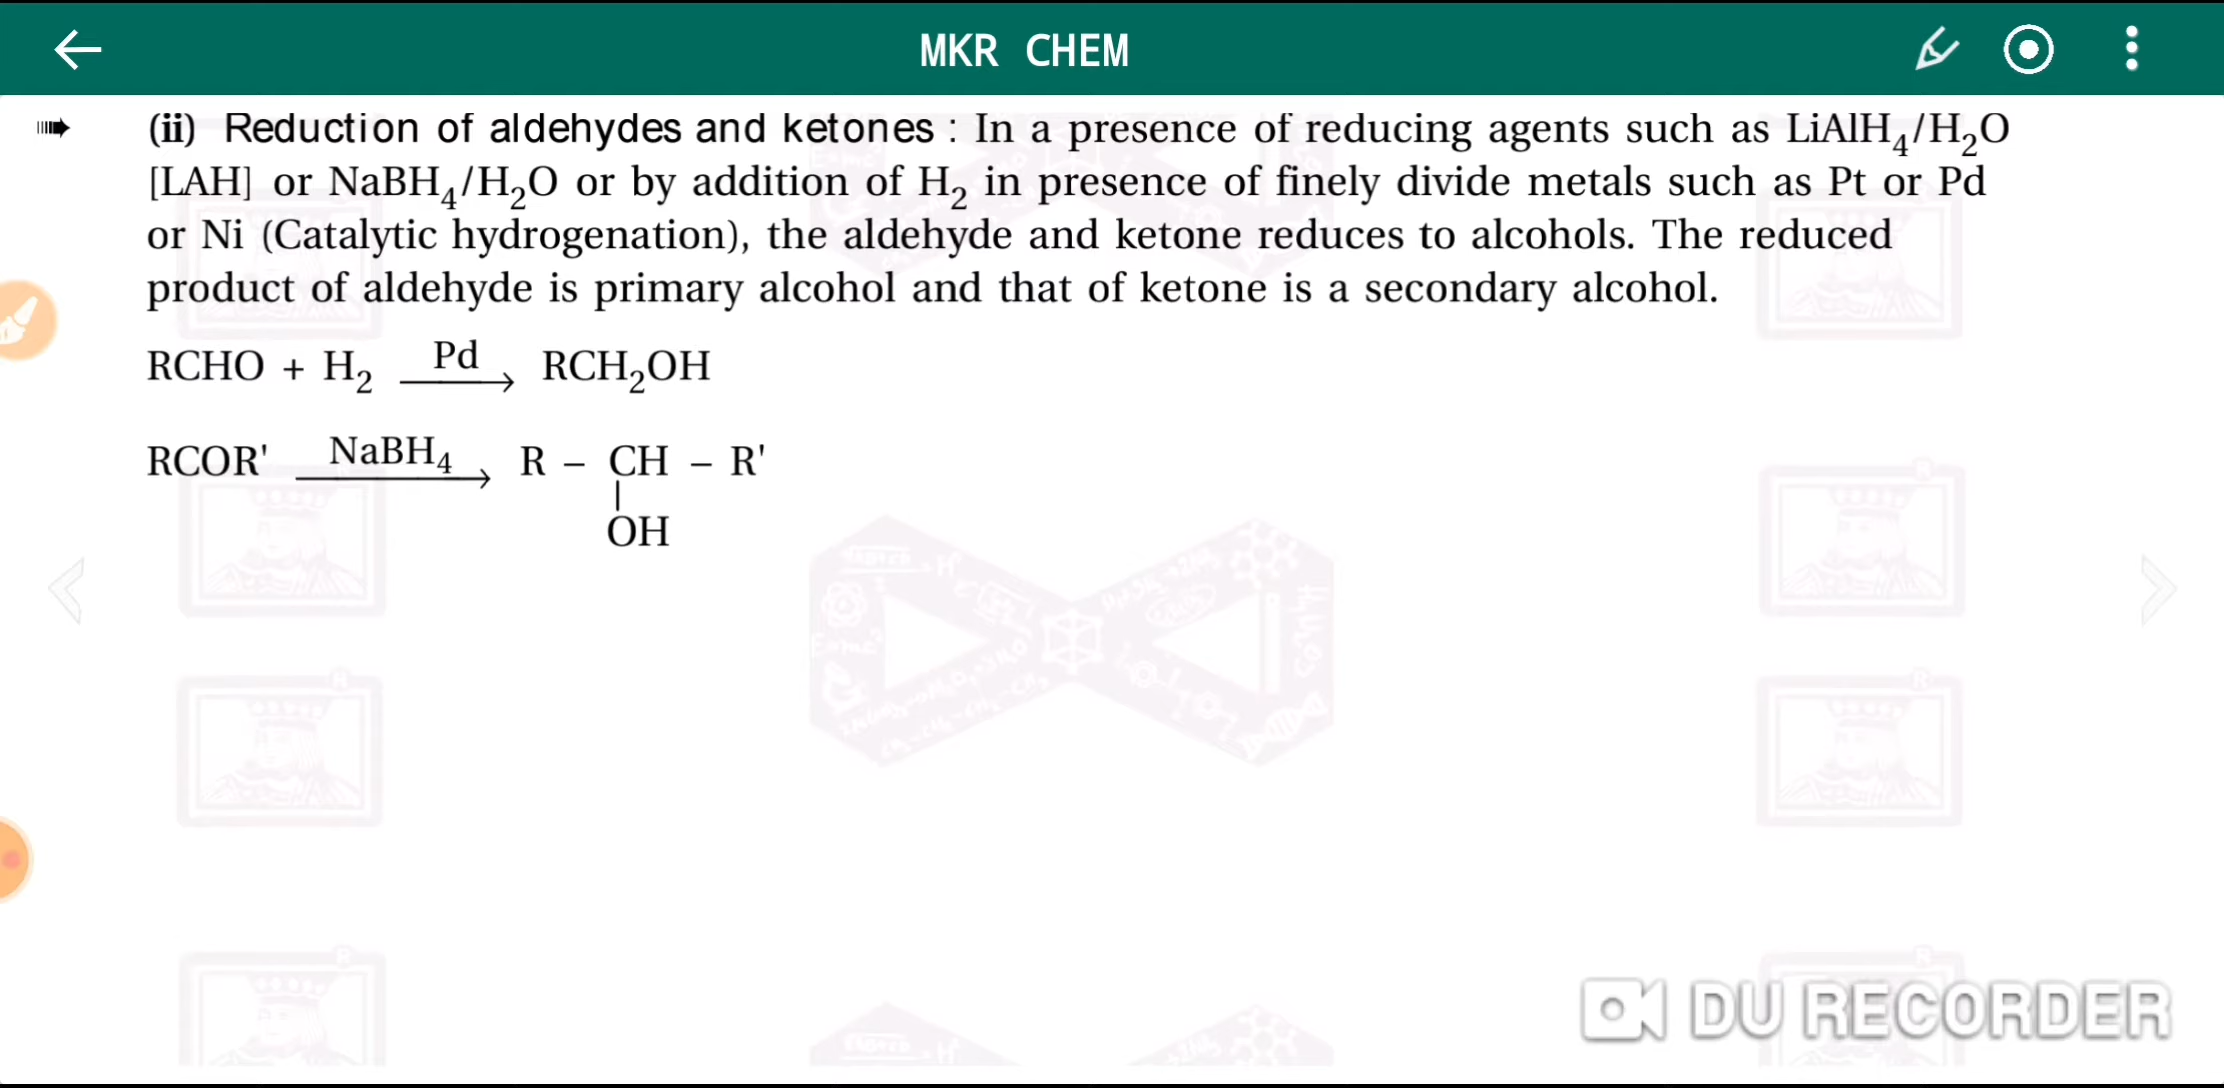 MKR CHEM
(ii) Reduction of aldehydes and ketones : In a presence of reducing agents such as LiAlH₄/H₂O
[LAH] or NaBH₄/H₂O or by addition of H₂ in presence of finely divide metals such as Pt or Pd
or Ni (Catalytic hydrogenation), the aldehyde and ketone reduces to alcohols. The reduced
product of aldehyde is primary alcohol and that of ketone is a secondary alcohol.
RCHO + H₂ Pd → RCH₂OH
RCOR' NaBH₄ → R – CH – R'
|
OH
DU RECORDER